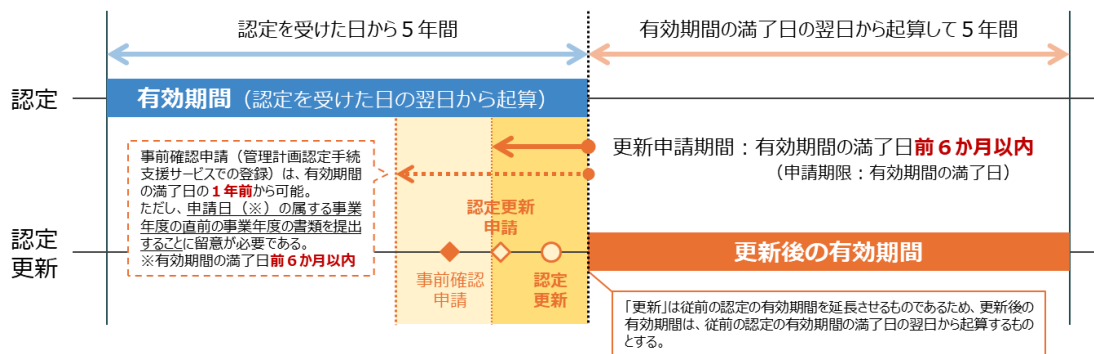 認定を受けた日から５年間
有効期間の満了日の翌日から起算して５年間
認定
有効期間（認定を受けた日の翌日から起算）
更新申請期間：有効期間の満了日前６か月以内
（申請期限：有効期間の満了日）
事前確認申請（管理計画認定手続
支援サービスでの登録）は、有効期間
の満了日の１年前から可能。
ただし、申請日（※）の属する事業
年度の直前の事業年度の書類を提出
することに留意が必要である。
※有効期間の満了日前６か月以内
認定更新
申請
認定
更新
更新後の有効期間
事前確認
申請
認定
更新
「更新」は従前の認定の有効期間を延長させるものであるため、更新後の
有効期間は、従前の認定の有効期間の満了日の翌日から起算するもの
とする。